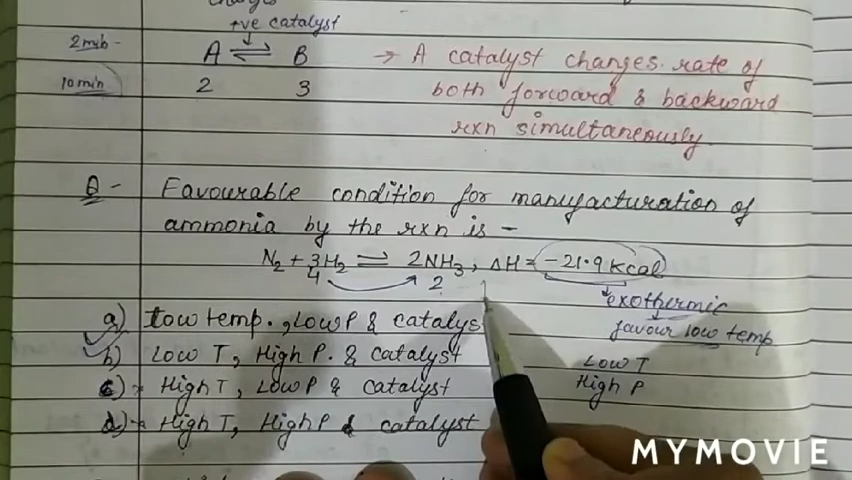 changes
+ve catalyst
2 min - A ⇌ B → A catalyst changes rate of
10 min 2 3 both forward & backward
rxn simultaneously.
Q - Favourable condition for manufacturation of
ammonia by the rxn is -
N2 + 3H2 ⇌ 2NH3, ΔH = -21.9 Kcal
4 2
exothermic
a) Low temp., Low P & catalys
favour low temp
b) Low T, High P. & catalyst
Low T
c) High T, Low P & catalyst
High P
d) High T, High P & catalyst
MYMOVIE